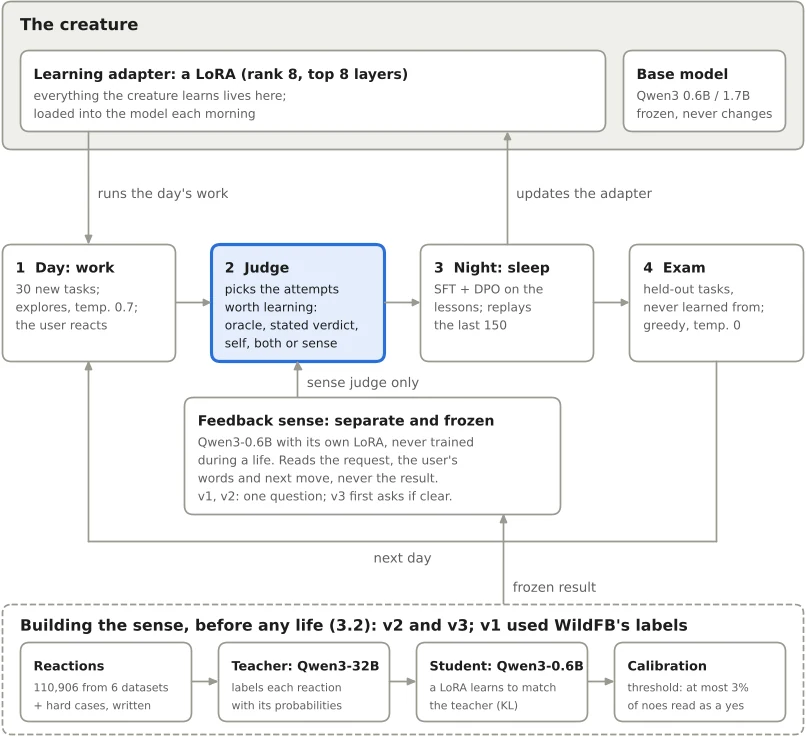 The creature
Learning adapter: a LoRA (rank 8, top 8 layers)
everything the creature learns lives here;
loaded into the model each morning
Base model
Qwen3 0.6B / 1.7B
frozen, never changes
runs the day's work
updates the adapter
1 Day: work
30 new tasks;
explores, temp. 0.7;
the user reacts
2 Judge
picks the attempts
worth learning:
oracle, stated verdict,
self, both or sense
3 Night: sleep
SFT + DPO on the
lessons; replays
the last 150
4 Exam
held-out tasks,
never learned from;
greedy, temp. 0
sense judge only
Feedback sense: separate and frozen
Qwen3-0.6B with its own LoRA, never trained
during a life. Reads the request, the user's
words and next move, never the result.
v1, v2: one question; v3 first asks if clear.
next day
frozen result
Building the sense, before any life (3.2): v2 and v3; v1 used WildFB's labels
Reactions
110,906 from 6 datasets
+ hard cases, written
Teacher: Qwen3-32B
labels each reaction
with its probabilities
Student: Qwen3-0.6B
a LoRA learns to match
the teacher (KL)
Calibration
threshold: at most 3%
of noes read as a yes